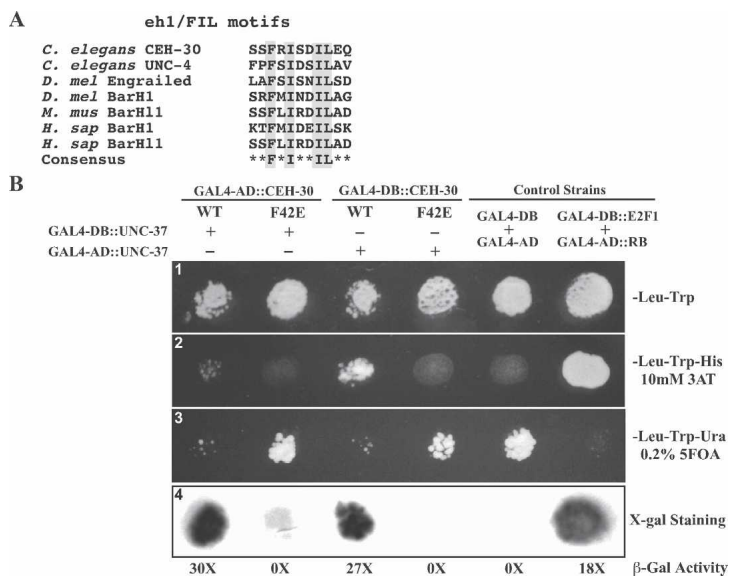 A
eh1/FIL motifs
C. elegans CEH-30 SSFRISDILEQ
C. elegans UNC-4 FPFSIDSILAV
D. mel Engrailed LAFSISNILSD
D. mel BarH1 SRFMINDILAG
M. mus BarHl1 SSFLIRDILAD
H. sap BarH1 KTFMIDEILSK
H. sap BarHl1 SSFLIRDILAD
Consensus **F*I**IL**
B
GAL4-AD::CEH-30 GAL4-DB::CEH-30 Control Strains
WT F42E WT F42E GAL4-DB + GAL4-AD GAL4-DB::E2F1 + GAL4-AD::RB
GAL4-DB::UNC-37 + + – –
GAL4-AD::UNC-37 – – + +
1 -Leu-Trp
2 -Leu-Trp-His 10mM 3AT
3 -Leu-Trp-Ura 0.2% 5FOA
4 X-gal Staining
30X 0X 27X 0X 0X 18X β-Gal Activity